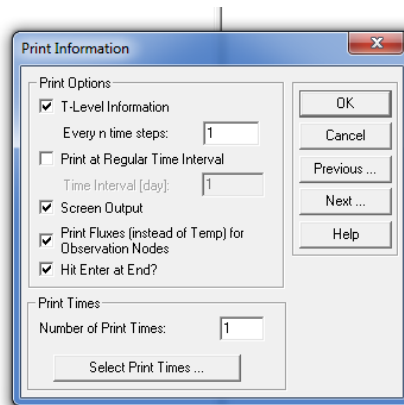 Print Information
Print Options
T-Level Information
Every n time steps: 1
Print at Regular Time Interval
Time Interval [day]: 1
Screen Output
Print Fluxes (instead of Temp) for
Observation Nodes
Hit Enter at End?
Print Times
Number of Print Times: 1
Select Print Times ...
OK
Cancel
Previous ...
Next ...
Help